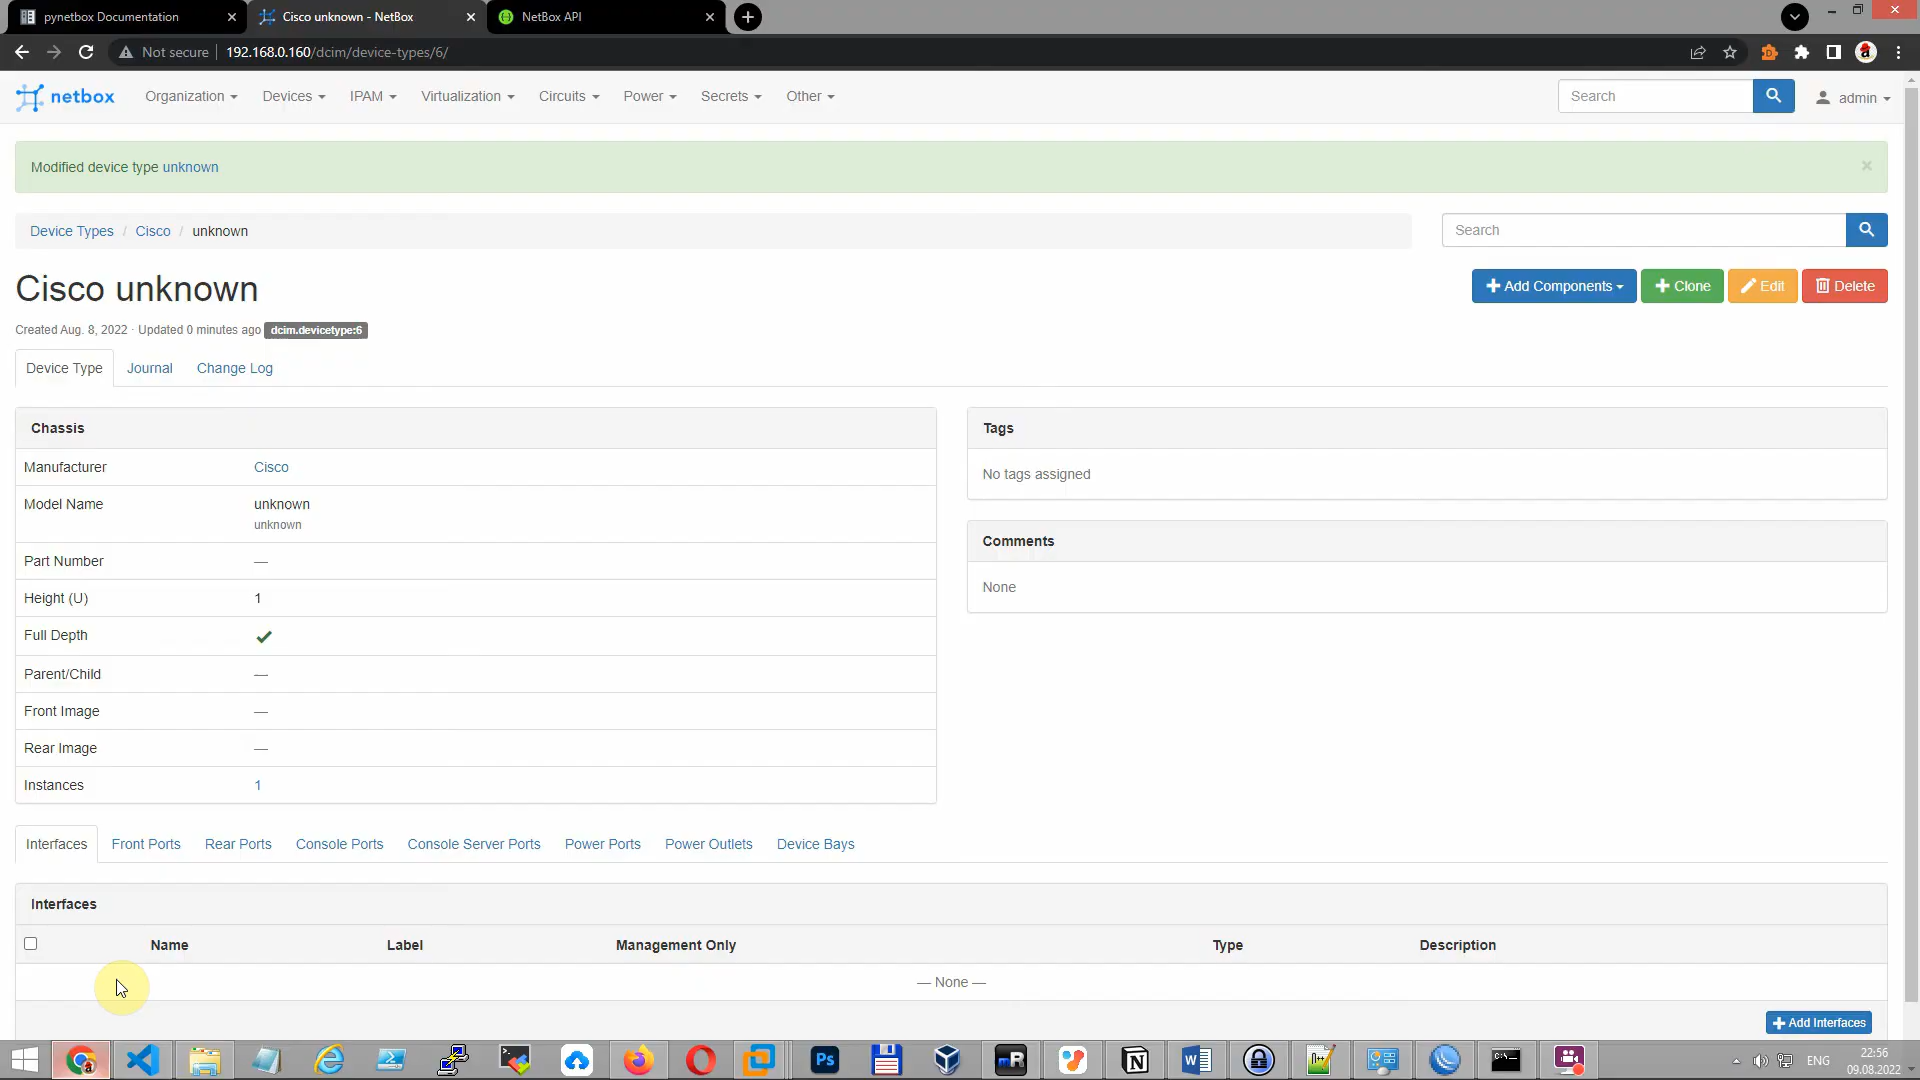 pynetbox Documentation
Cisco unknown - NetBox
NetBox API
Not secure
192.168.0.160/dcim/device-types/6/
netbox
Organization
Devices
IPAM
Virtualization
Circuits
Power
Secrets
Other
Search
admin
Modified device type unknown
Device Types / Cisco / unknown
Search
Cisco unknown
Add Components
Clone
Edit
Delete
Created Aug. 8, 2022 · Updated 0 minutes ago dcim.devicetype:6
Device Type
Journal
Change Log
Chassis
Manufacturer Cisco
Model Name unknown
unknown
Part Number —
Height (U) 1
Full Depth
Parent/Child —
Front Image —
Rear Image —
Instances 1
Tags
No tags assigned
Comments
None
Interfaces
Front Ports
Rear Ports
Console Ports
Console Server Ports
Power Ports
Power Outlets
Device Bays
Interfaces
Name Label Management Only Type Description
— None —
Add Interfaces
Ps
mR
N
W
C:\
ENG
22:56
09.08.2022